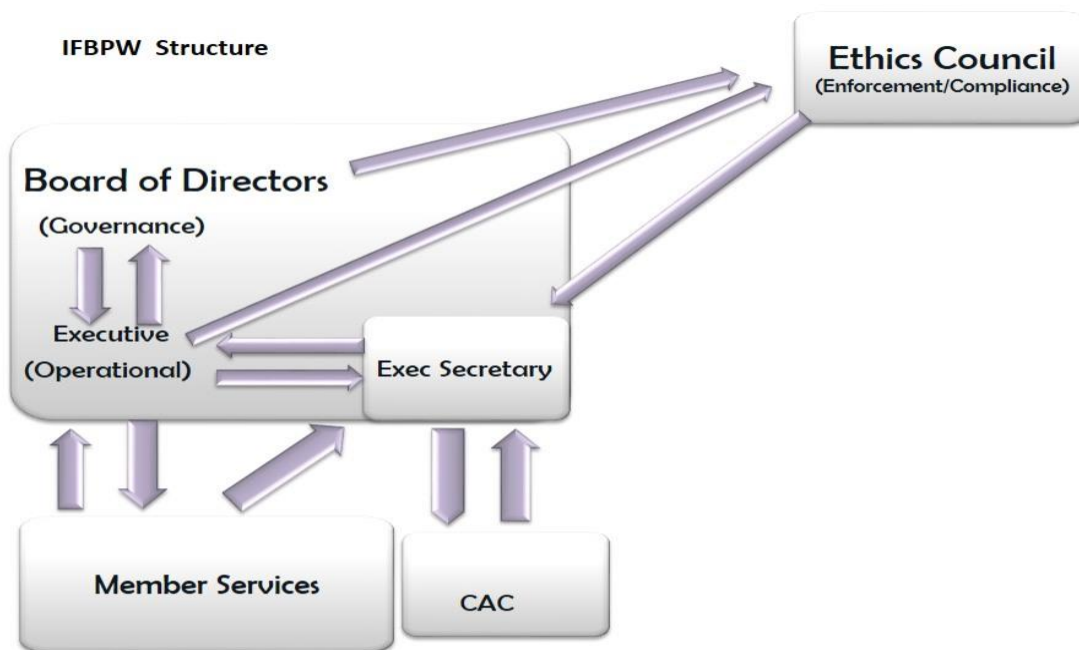 IFBPW Structure
Ethics Council
(Enforcement/Compliance)
Board of Directors
(Governance)
Executive
(Operational)
Exec Secretary
Member Services
CAC